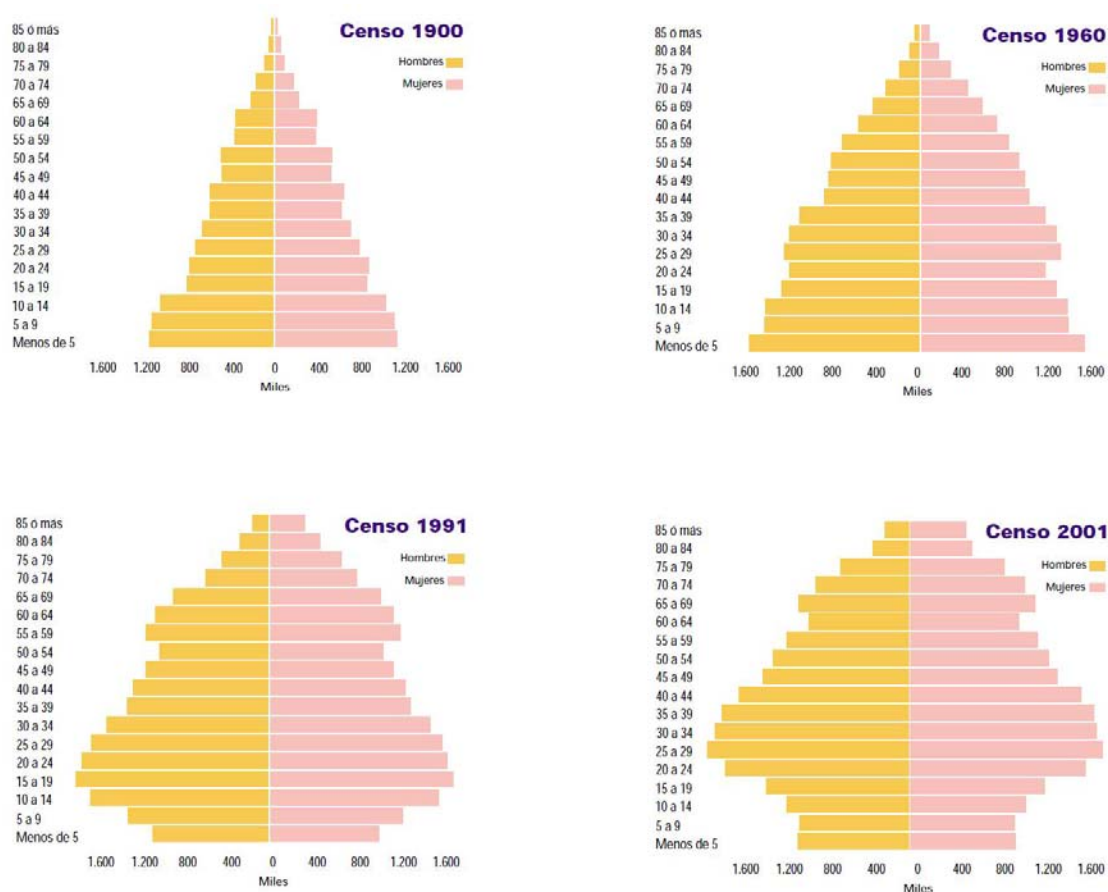 Censo 1900
Hombres
Mujeres
85 ó más
80 a 84
75 a 79
70 a 74
65 a 69
60 a 64
55 a 59
50 a 54
45 a 49
40 a 44
35 a 39
30 a 34
25 a 29
20 a 24
15 a 19
10 a 14
5 a 9
Menos de 5
1.600 1.200 800 400 0 400 800 1.200 1.600
Miles
Censo 1960
Hombres
Mujeres
85 ó más
80 a 84
75 a 79
70 a 74
65 a 69
60 a 64
55 a 59
50 a 54
45 a 49
40 a 44
35 a 39
30 a 34
25 a 29
20 a 24
15 a 19
10 a 14
5 a 9
Menos de 5
1.600 1.200 800 400 0 400 800 1.200 1.600
Miles
Censo 1991
Hombres
Mujeres
85 ó más
80 a 84
75 a 79
70 a 74
65 a 69
60 a 64
55 a 59
50 a 54
45 a 49
40 a 44
35 a 39
30 a 34
25 a 29
20 a 24
15 a 19
10 a 14
5 a 9
Menos de 5
1.600 1.200 800 400 0 400 800 1.200 1.600
Miles
Censo 2001
Hombres
Mujeres
85 ó más
80 a 84
75 a 79
70 a 74
65 a 69
60 a 64
55 a 59
50 a 54
45 a 49
40 a 44
35 a 39
30 a 34
25 a 29
20 a 24
15 a 19
10 a 14
5 a 9
Menos de 5
1.600 1.200 800 400 0 400 800 1.200 1.600
Miles